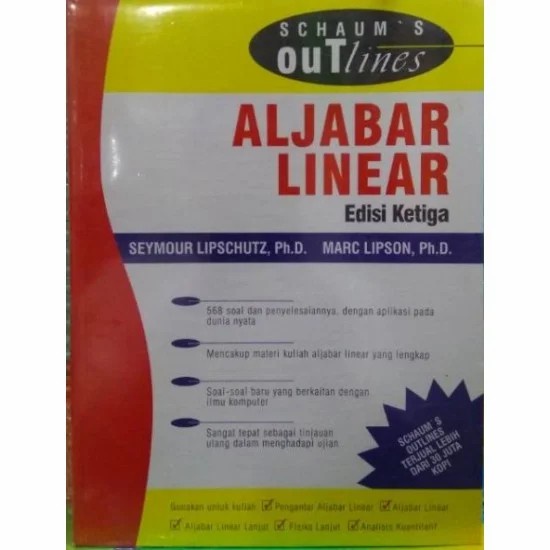 SCHAUM'S
ouTlines
ALJABAR
LINEAR
Edisi Ketiga
SEYMOUR LIPSCHUTZ, Ph.D. MARC LIPSON, Ph.D.
568 soal dan penyelesaiannya, dengan aplikasi pada
dunia nyata
Mencakup materi kuliah aljabar linear yang lengkap
Soal-soal baru yang berkaitan dengan
ilmu komputer
Sangat tepat sebagai tinjauan
ulang dalam menghadapi ujian
SCHAUM'S
OUTLINES
TERJUAL LEBIH
DARI 30 JUTA
KOPI
Gunakan untuk kuliah Pengantar Aljabar Linear Aljabar Linear
Aljabar Linear Lanjut Fisika Lanjut Analisis Kuantitatif